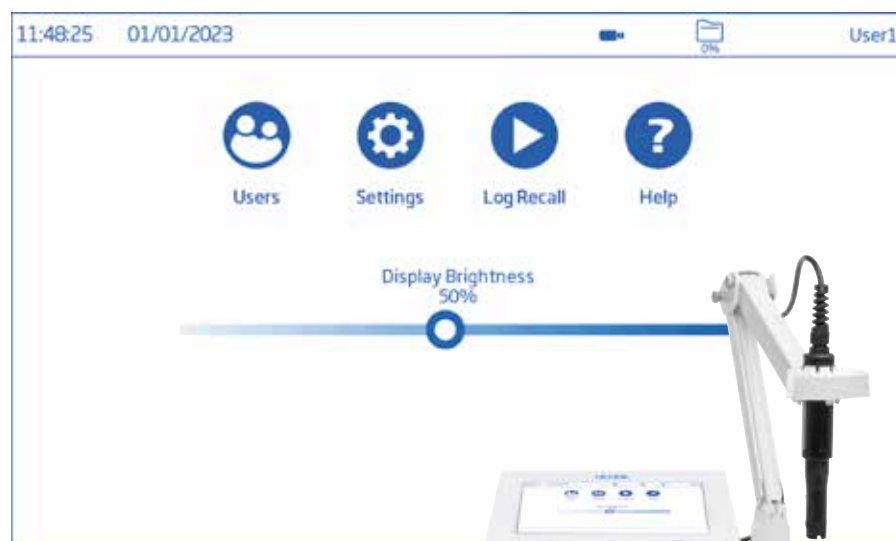 11:48:25 01/01/2023 0% User1
Users Settings Log Recall Help
Display Brightness
50%